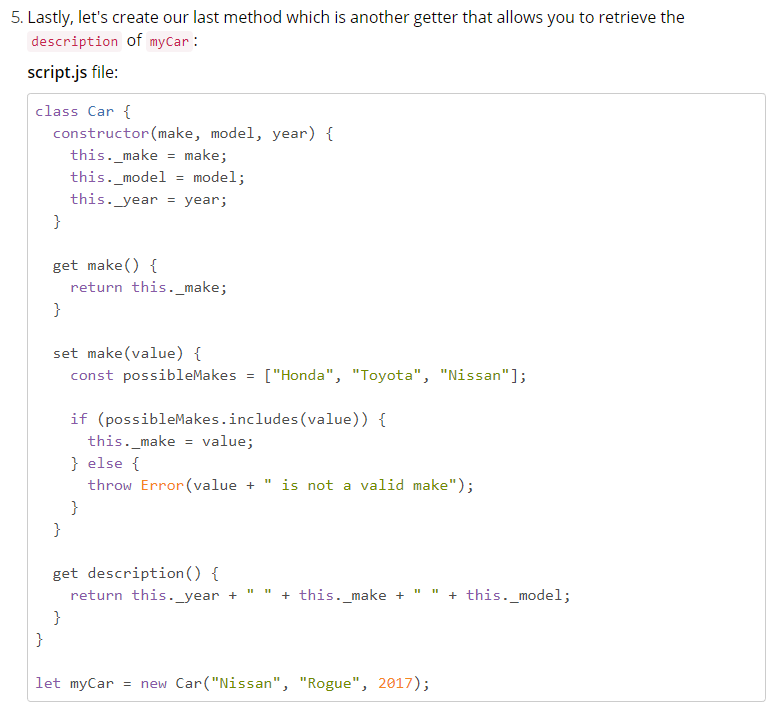 5. Lastly, let's create our last method which is another getter that allows you to retrieve the
description of myCar :
script.js file:
class Car {
  constructor(make, model, year) {
    this._make = make;
    this._model = model;
    this._year = year;
  }

  get make() {
    return this._make;
  }

  set make(value) {
    const possibleMakes = ["Honda", "Toyota", "Nissan"];

    if (possibleMakes.includes(value)) {
      this._make = value;
    } else {
      throw Error(value + " is not a valid make");
    }
  }

  get description() {
    return this._year + " " + this._make + " " + this._model;
  }
}

let myCar = new Car("Nissan", "Rogue", 2017);